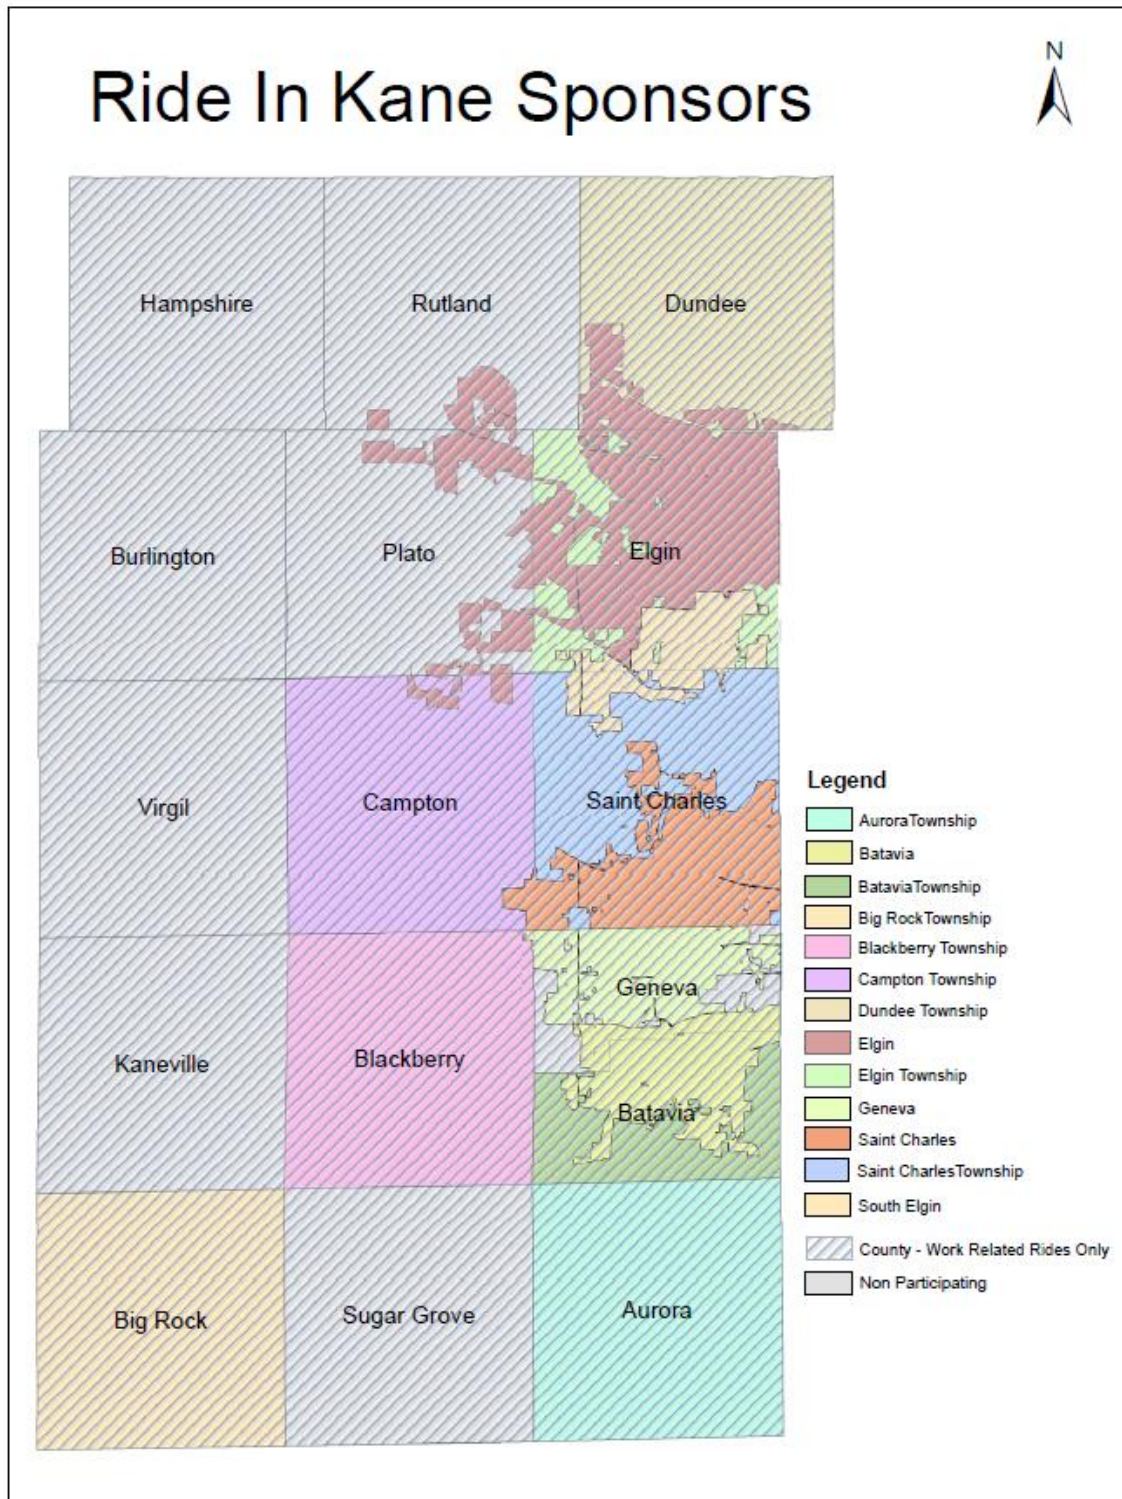 N
Ride In Kane Sponsors
Hampshire
Rutland
Dundee
Burlington
Plato
Elgin
Virgil
Campton
Saint Charles
Kaneville
Blackberry
Geneva
Batavia
Big Rock
Sugar Grove
Aurora
Legend
AuroraTownship
Batavia
BataviaTownship
Big RockTownship
Blackberry Township
Campton Township
Dundee Township
Elgin
Elgin Township
Geneva
Saint Charles
Saint CharlesTownship
South Elgin
County - Work Related Rides Only
Non Participating